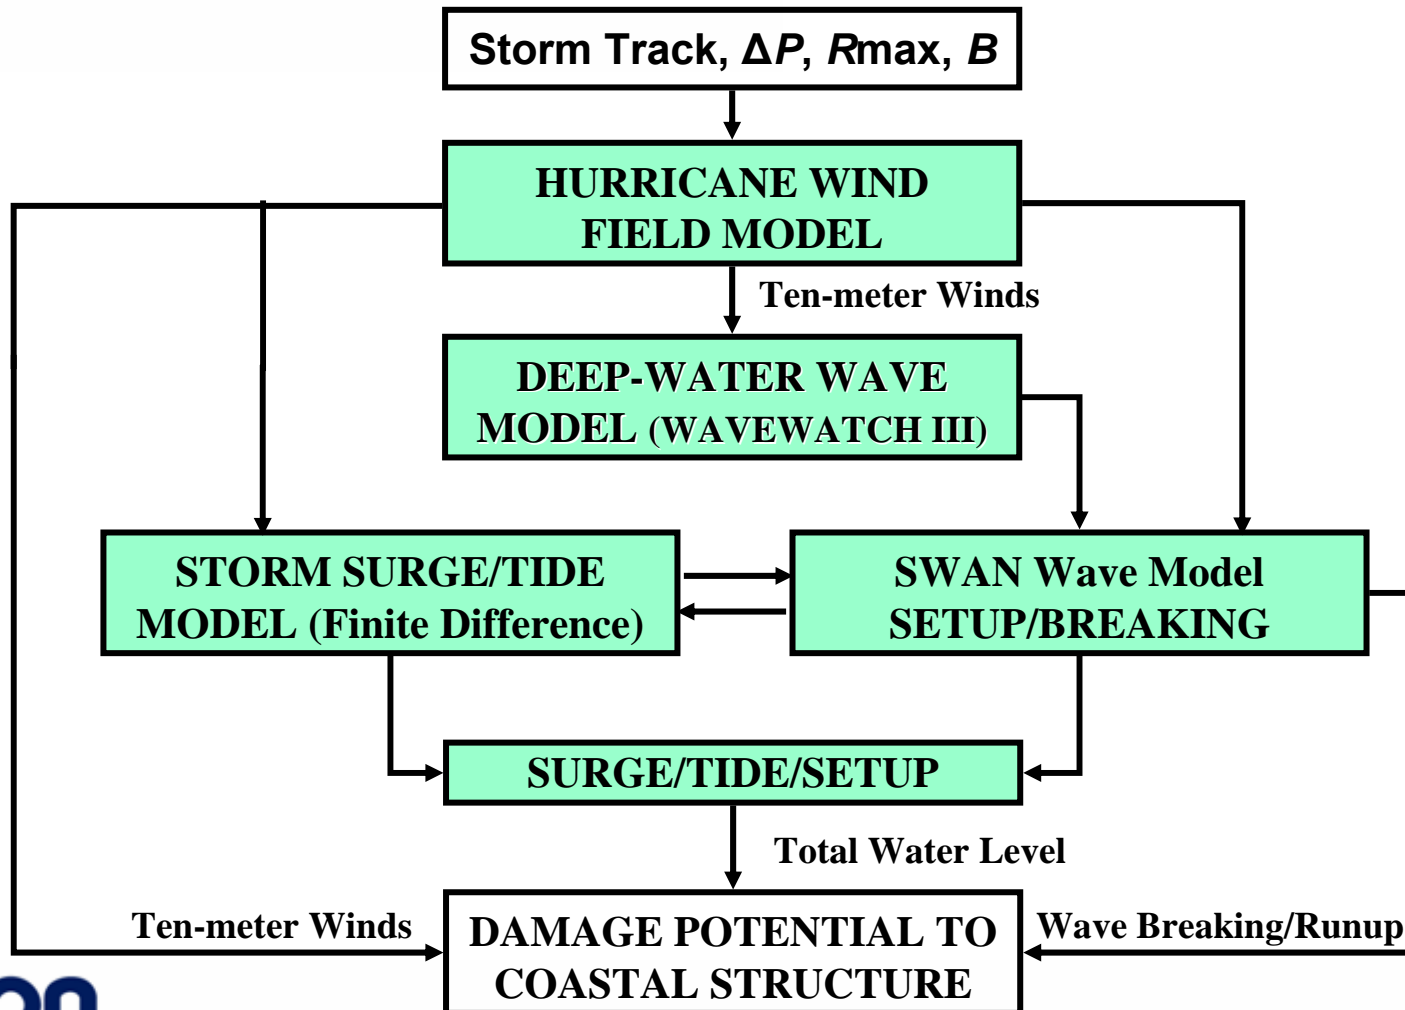 Storm Track, ΔP, Rmax, B
HURRICANE WIND
FIELD MODEL
Ten-meter Winds
DEEP-WATER WAVE
MODEL (WAVEWATCH III)
STORM SURGE/TIDE
MODEL (Finite Difference)
SWAN Wave Model
SETUP/BREAKING
SURGE/TIDE/SETUP
Total Water Level
Ten-meter Winds
DAMAGE POTENTIAL TO
COASTAL STRUCTURE
Wave Breaking/Runup